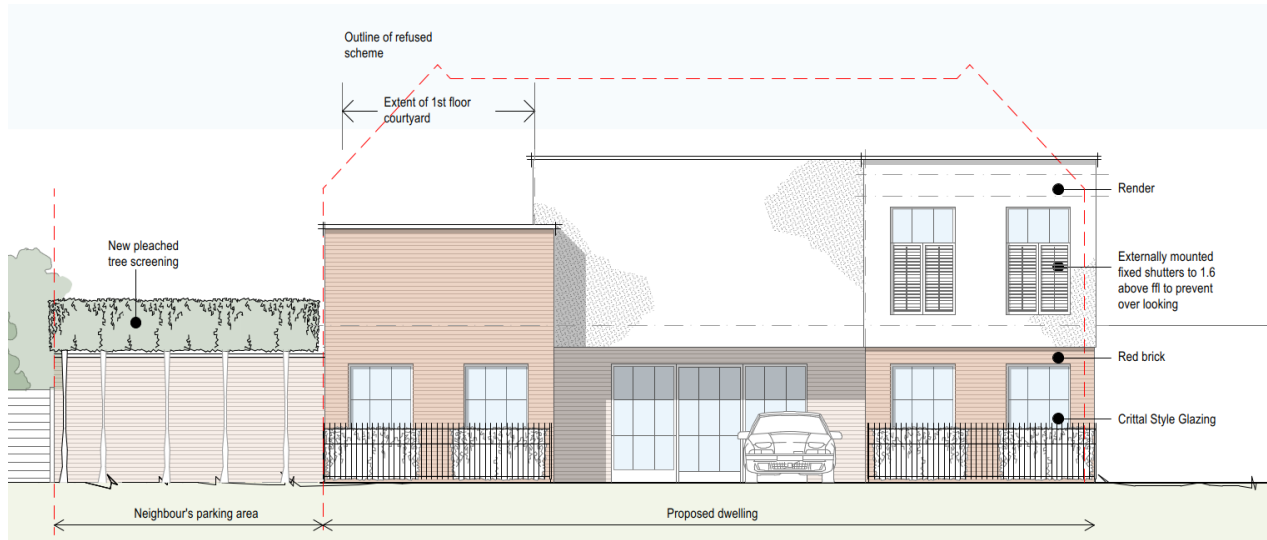 Outline of refused
scheme
Extent of 1st floor
courtyard
New pleached
tree screening
Render
Externally mounted
fixed shutters to 1.6
above ffl to prevent
over looking
Red brick
Crittal Style Glazing
Neighbour's parking area
Proposed dwelling